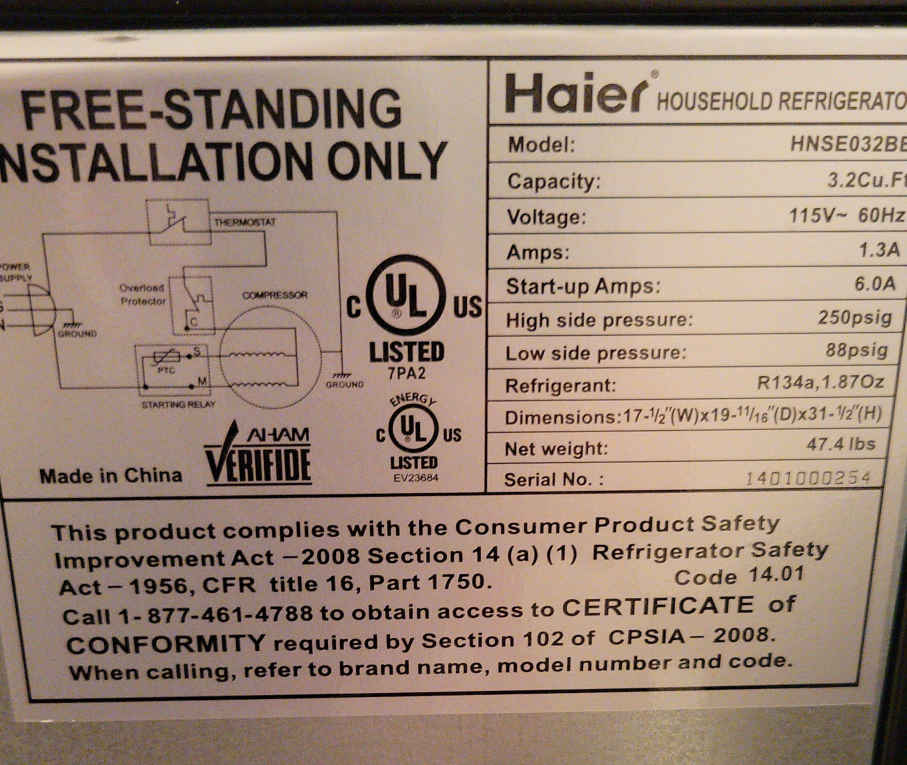 FREE-STANDING
INSTALLATION ONLY
THERMOSTAT
POWER
SUPPLY
Overload
Protector
C
COMPRESSOR
G
N
GROUND
S
PTC
M
STARTING RELAY
GROUND
C UL ® US
LISTED
7PA2
ENERGY
C UL US
LISTED
EV23684
AHAM
VERIFIDE
Made in China
Haier® HOUSEHOLD REFRIGERATO
Model: HNSE032BB
Capacity: 3.2Cu.Ft
Voltage: 115V~ 60Hz
Amps: 1.3A
Start-up Amps: 6.0A
High side pressure: 250psig
Low side pressure: 88psig
Refrigerant: R134a,1.87Oz
Dimensions:17-1/2"(W)x19-11/16"(D)x31-1/2"(H)
Net weight: 47.4 lbs
Serial No. : 1401000254
This product complies with the Consumer Product Safety
Improvement Act –2008 Section 14 (a) (1) Refrigerator Safety
Act – 1956, CFR title 16, Part 1750. Code 14.01
Call 1- 877-461-4788 to obtain access to CERTIFICATE of
CONFORMITY required by Section 102 of CPSIA – 2008.
When calling, refer to brand name, model number and code.